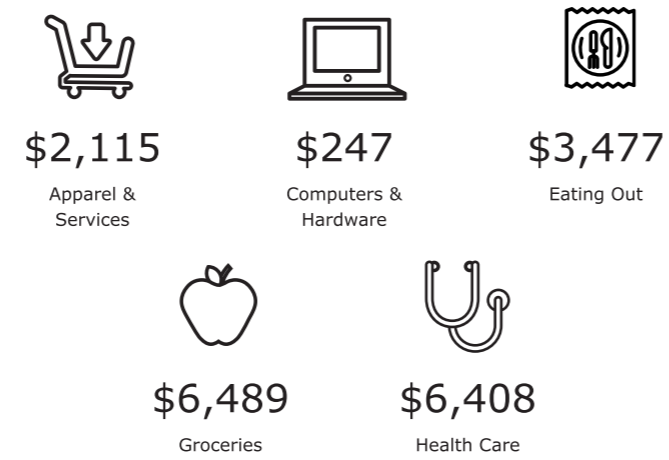 $2,115
$247
$3,477
Apparel &
Services
Computers &
Hardware
Eating Out
$6,489
$6,408
Groceries
Health Care